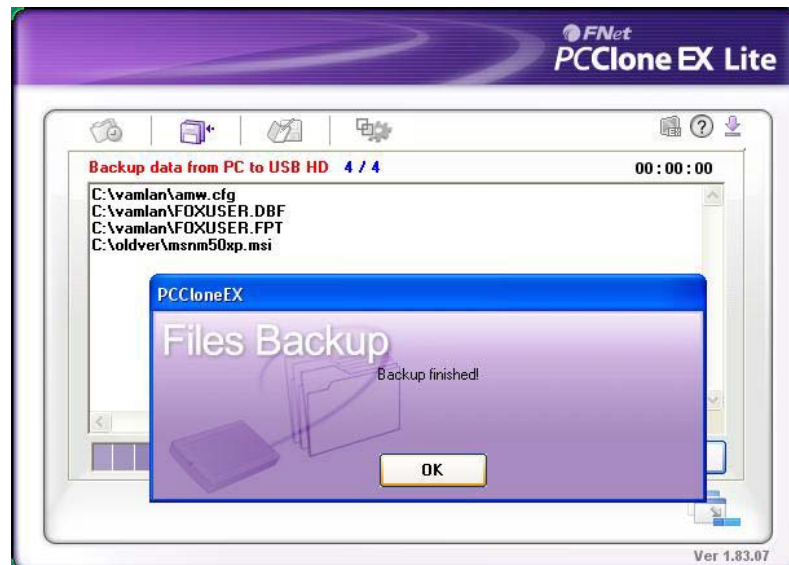 FNet
PCClone EX Lite
Backup data from PC to USB HD 4 / 4 00:00:00
C:\vamlan\amw.cfg
C:\vamlan\FOXUSER.DBF
C:\vamlan\FOXUSER.FPT
C:\oldver\msnm50xp.msi
PCCloneEX
Files Backup
Backup finished!
OK
Ver 1.83.07